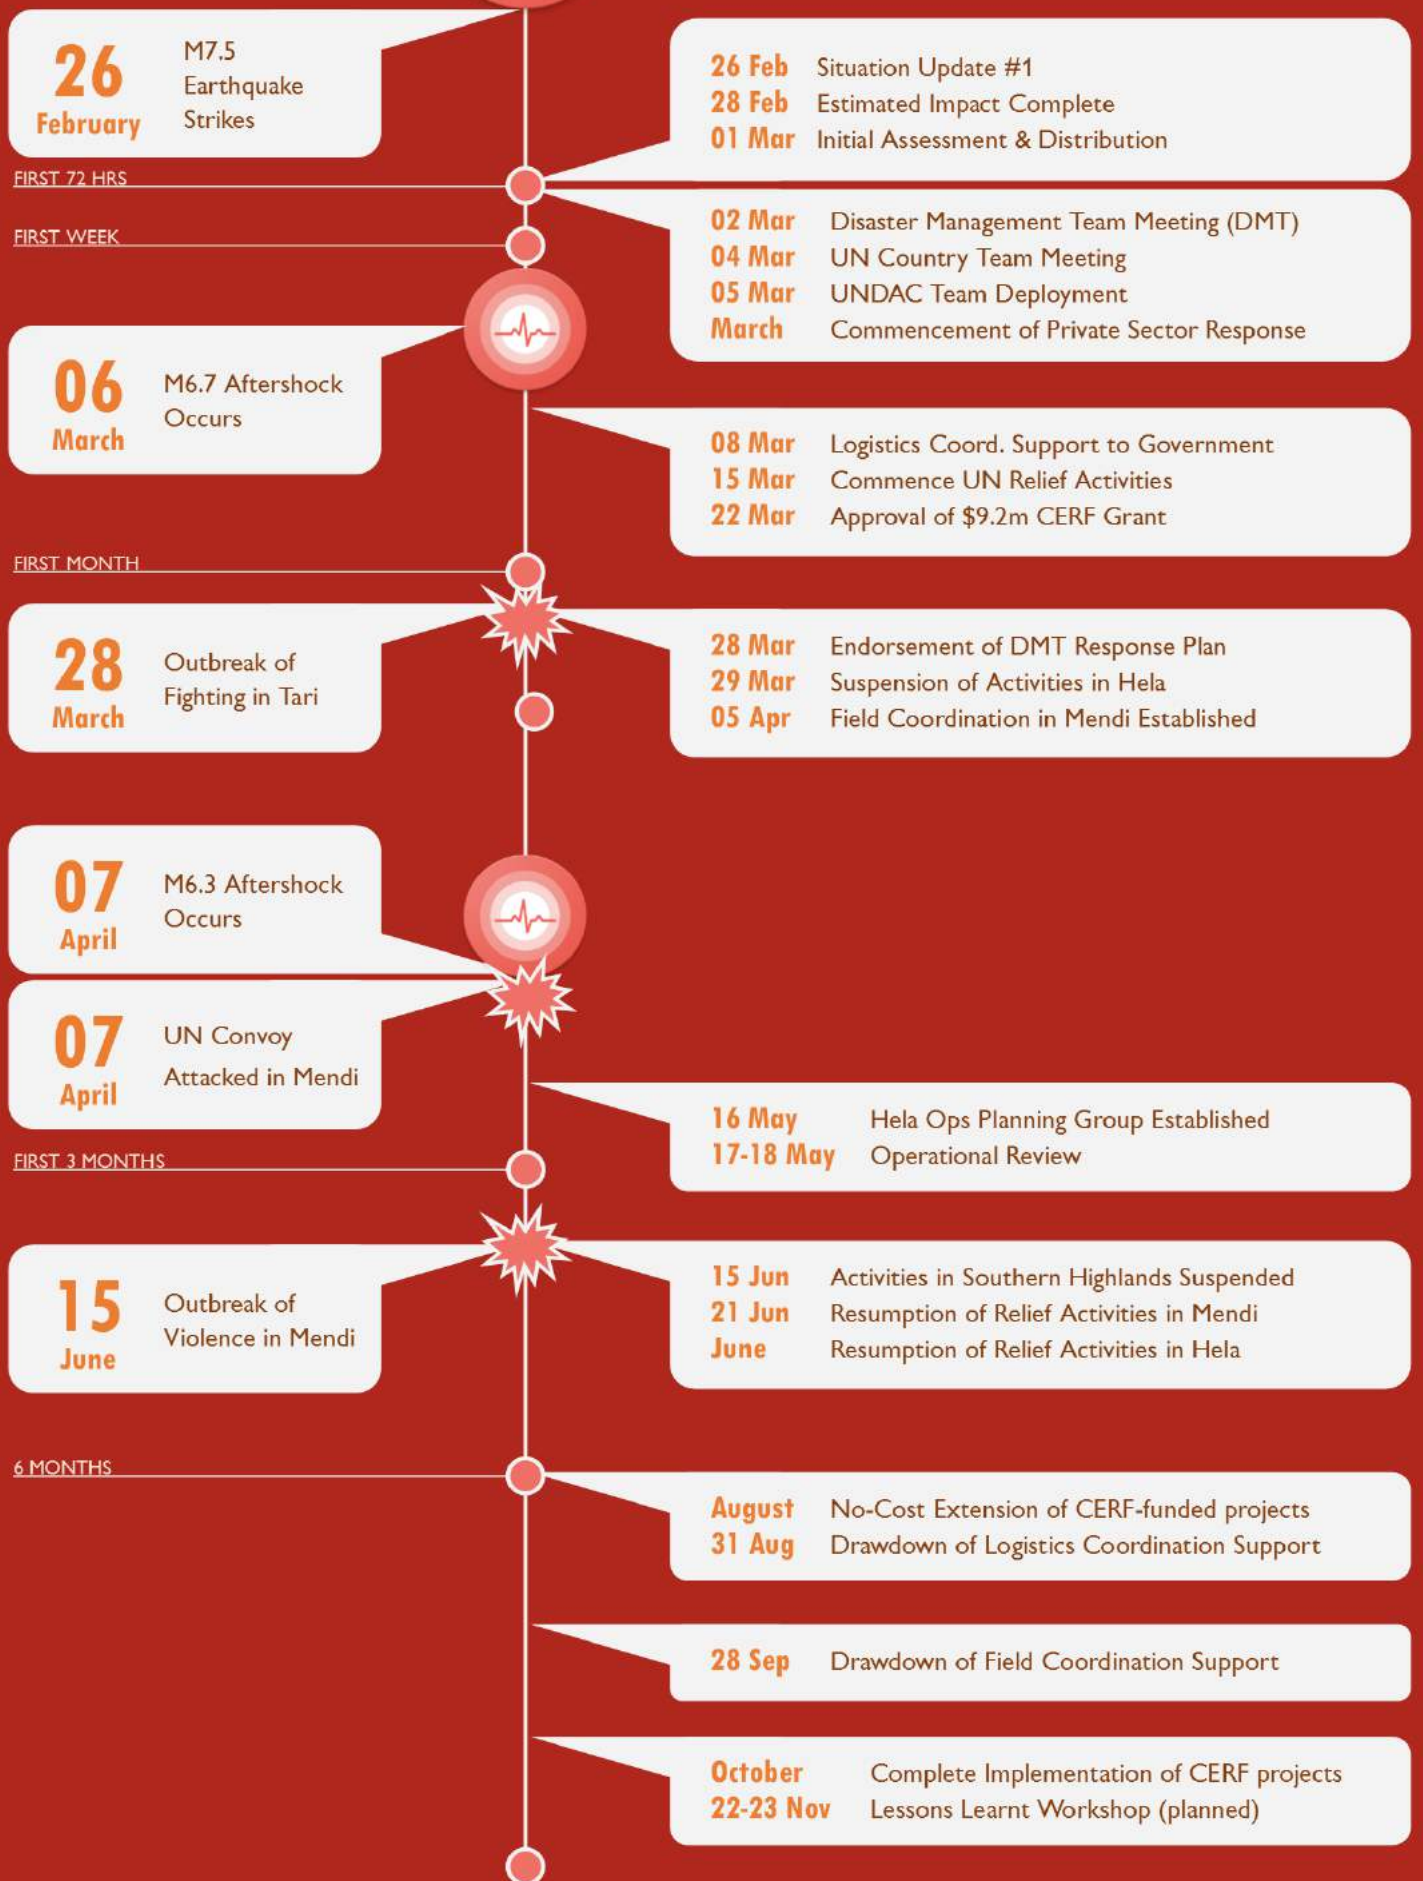 26
February
M7.5
Earthquake
Strikes
26 Feb Situation Update #1
28 Feb Estimated Impact Complete
01 Mar Initial Assessment & Distribution
FIRST 72 HRS
02 Mar Disaster Management Team Meeting (DMT)
04 Mar UN Country Team Meeting
05 Mar UNDAC Team Deployment
March Commencement of Private Sector Response
FIRST WEEK
06
March
M6.7 Aftershock
Occurs
08 Mar Logistics Coord. Support to Government
15 Mar Commence UN Relief Activities
22 Mar Approval of $9.2m CERF Grant
FIRST MONTH
28
March
Outbreak of
Fighting in Tari
28 Mar Endorsement of DMT Response Plan
29 Mar Suspension of Activities in Hela
05 Apr Field Coordination in Mendi Established
07
April
M6.3 Aftershock
Occurs
07
April
UN Convoy
Attacked in Mendi
16 May Hela Ops Planning Group Established
17-18 May Operational Review
FIRST 3 MONTHS
15
June
Outbreak of
Violence in Mendi
15 Jun Activities in Southern Highlands Suspended
21 Jun Resumption of Relief Activities in Mendi
June Resumption of Relief Activities in Hela
6 MONTHS
August No-Cost Extension of CERF-funded projects
31 Aug Drawdown of Logistics Coordination Support
28 Sep Drawdown of Field Coordination Support
October Complete Implementation of CERF projects
22-23 Nov Lessons Learnt Workshop (planned)